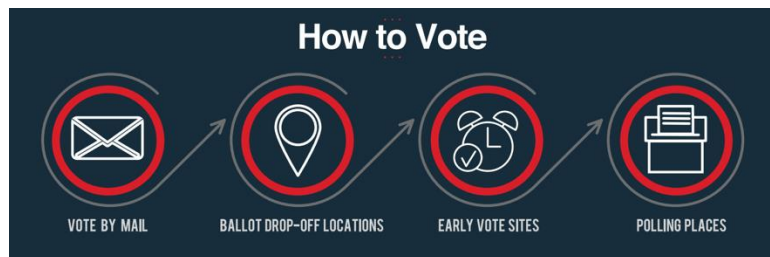 How to Vote
VOTE BY MAIL
BALLOT DROP-OFF LOCATIONS
EARLY VOTE SITES
POLLING PLACES